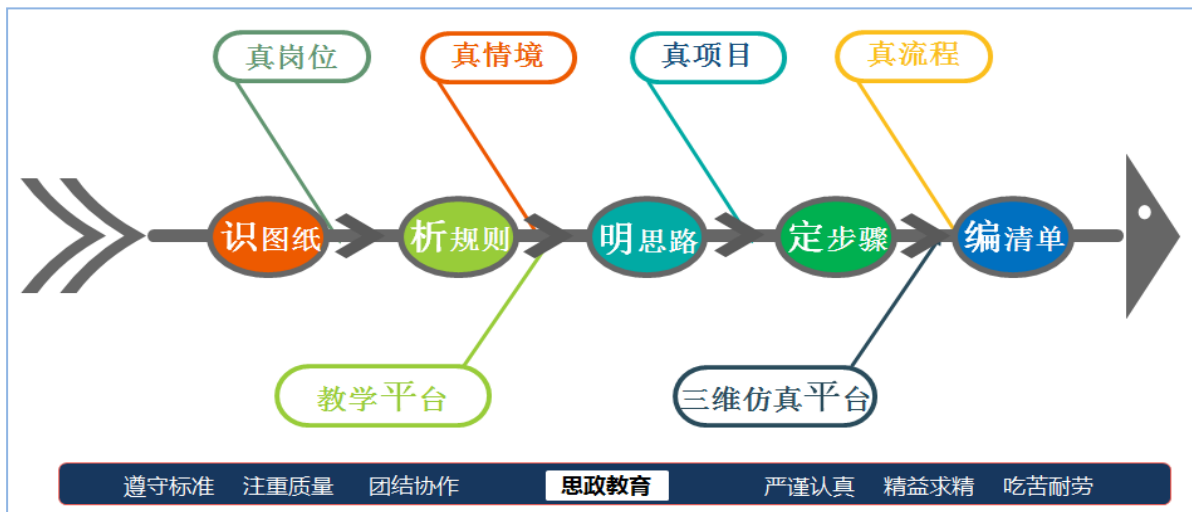 真岗位
真情境
真项目
真流程
识图纸
析规则
明思路
定步骤
编清单
教学平台
三维仿真平台
遵守标准 注重质量 团结协作 思政教育 严谨认真 精益求精 吃苦耐劳